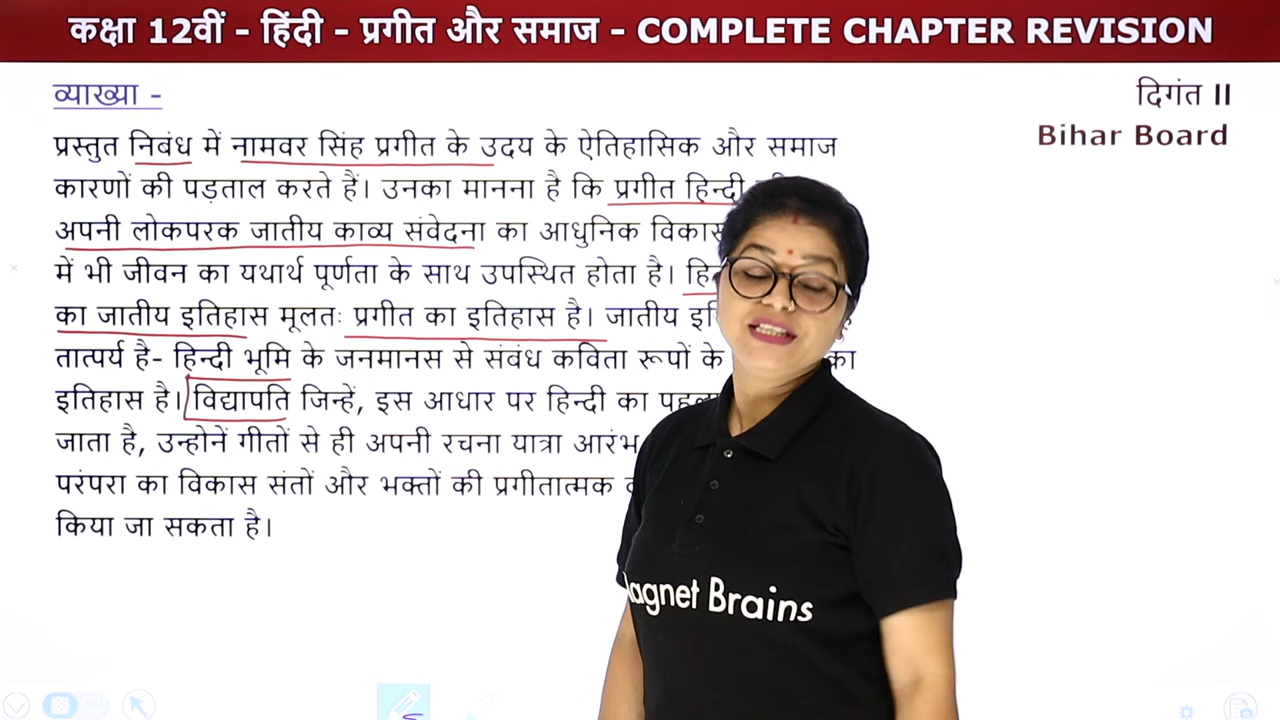 कक्षा 12वीं - हिंदी - प्रगीत और समाज - COMPLETE CHAPTER REVISION
व्याख्या -
दिगंत II
Bihar Board
प्रस्तुत निबंध में नामवर सिंह प्रगीत के उदय के ऐतिहासिक और समाज
कारणों की पड़ताल करते हैं। उनका मानना है कि प्रगीत हिन्दी
अपनी लोकपरक जातीय काव्य संवेदना का आधुनिक विकास
में भी जीवन का यथार्थ पूर्णता के साथ उपस्थित होता है।
का जातीय इतिहास मूलतः प्रगीत का इतिहास है। जातीय
तात्पर्य है- हिन्दी भूमि के जनमानस से संबंध कविता रूपों के का
इतिहास है। विद्यापति जिन्हें, इस आधार पर हिन्दी का
जाता है, उन्होनें गीतों से ही अपनी रचना यात्रा आरंभ
परंपरा का विकास संतों और भक्तों की प्रगीतात्मक
किया जा सकता है।
agnet Brains